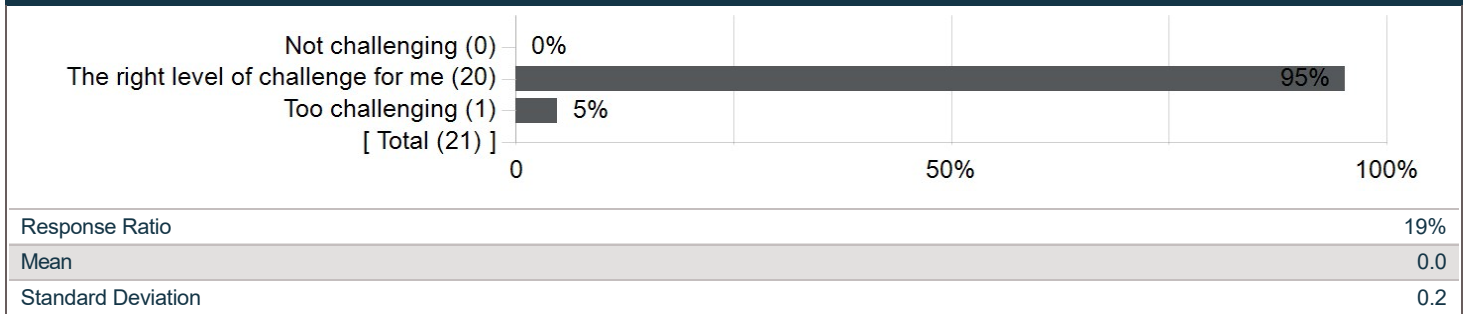 Not challenging (0) 0%
The right level of challenge for me (20) 95%
Too challenging (1) 5%
[ Total (21) ]
0 50% 100%
Response Ratio 19%
Mean 0.0
Standard Deviation 0.2